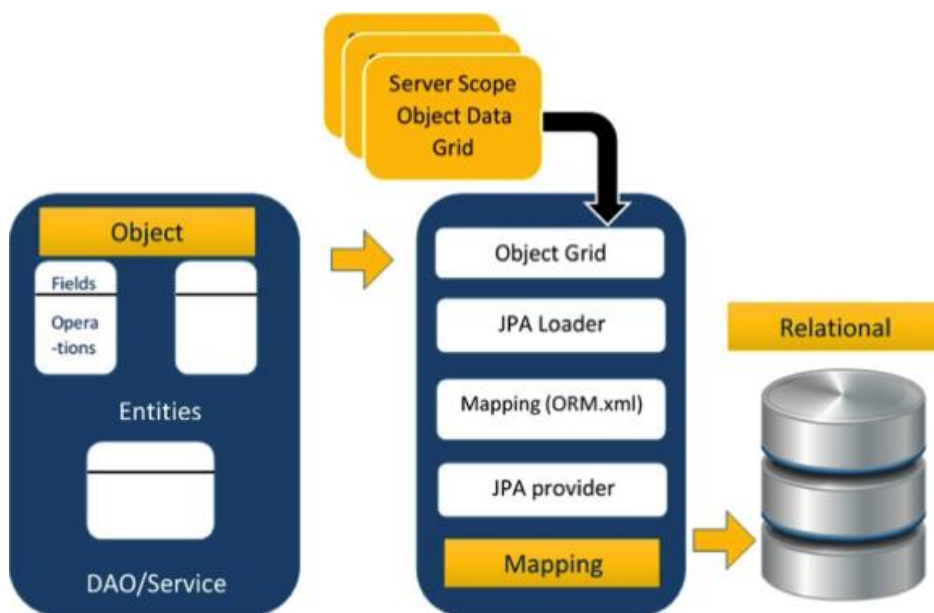 Server Scope
Object Data
Grid
Object
Fields
Opera
-tions
Entities
DAO/Service
Object Grid
JPA Loader
Mapping (ORM.xml)
JPA provider
Mapping
Relational